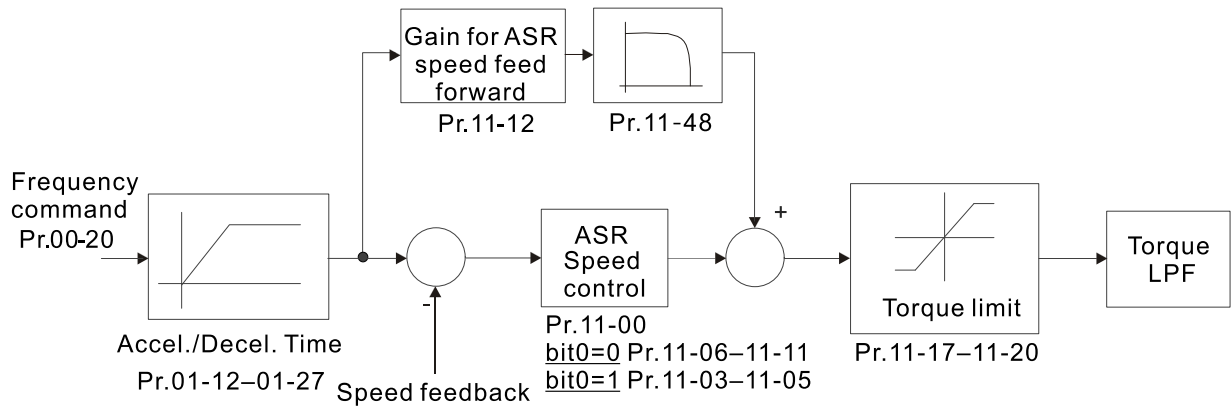 Gain for ASR
speed feed
forward
Pr.11-12
Pr.11-48
Frequency
command
Pr.00-20
+
ASR
Speed
control
Torque limit
Torque
LPF
-
Accel./Decel. Time
Pr.01-12–01-27
Speed feedback
Pr.11-00
bit0=0 Pr.11-06–11-11
bit0=1 Pr.11-03–11-05
Pr.11-17–11-20